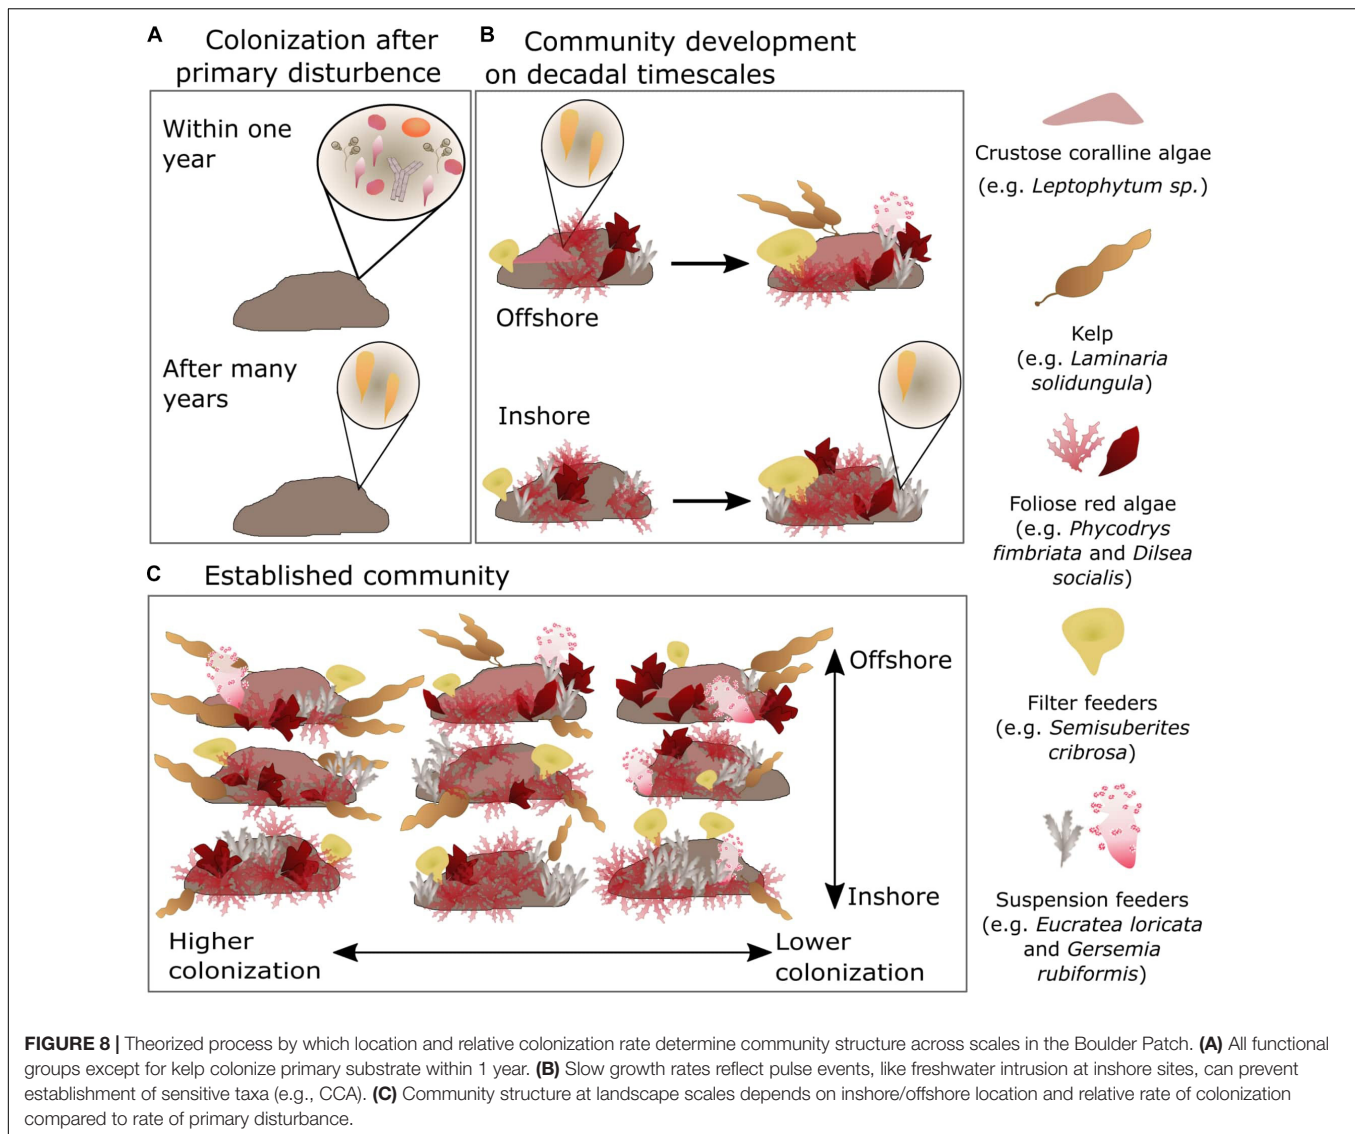 A Colonization after
primary disturbence
B Community development
on decadal timescales
Within one
year
After many
years
Offshore
Inshore
C Established community
Offshore
Inshore
Higher
colonization
Lower
colonization
Crustose coralline algae
(e.g. Leptophytum sp.)
Kelp
(e.g. Laminaria
solidungula)
Foliose red algae
(e.g. Phycodrys
fimbriata and Dilsea
socialis)
Filter feeders
(e.g. Semisuberites
cribrosa)
Suspension feeders
(e.g. Eucratea loricata
and Gersemia
rubiformis)
FIGURE 8 | Theorized process by which location and relative colonization rate determine community structure across scales in the Boulder Patch. (A) All functional
groups except for kelp colonize primary substrate within 1 year. (B) Slow growth rates reflect pulse events, like freshwater intrusion at inshore sites, can prevent
establishment of sensitive taxa (e.g., CCA). (C) Community structure at landscape scales depends on inshore/offshore location and relative rate of colonization
compared to rate of primary disturbance.